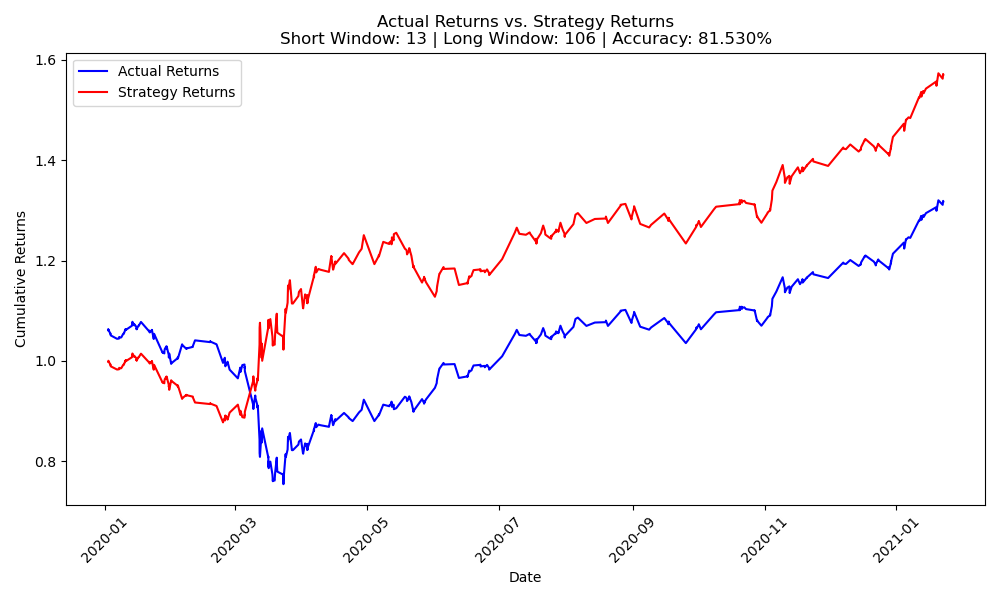 Actual Returns vs. Strategy Returns
Short Window: 13 | Long Window: 106 | Accuracy: 81.530%
Actual Returns
Strategy Returns
Cumulative Returns
1.6
1.4
1.2
1.0
0.8
2020-01
2020-03
2020-05
2020-07
2020-09
2020-11
2021-01
Date